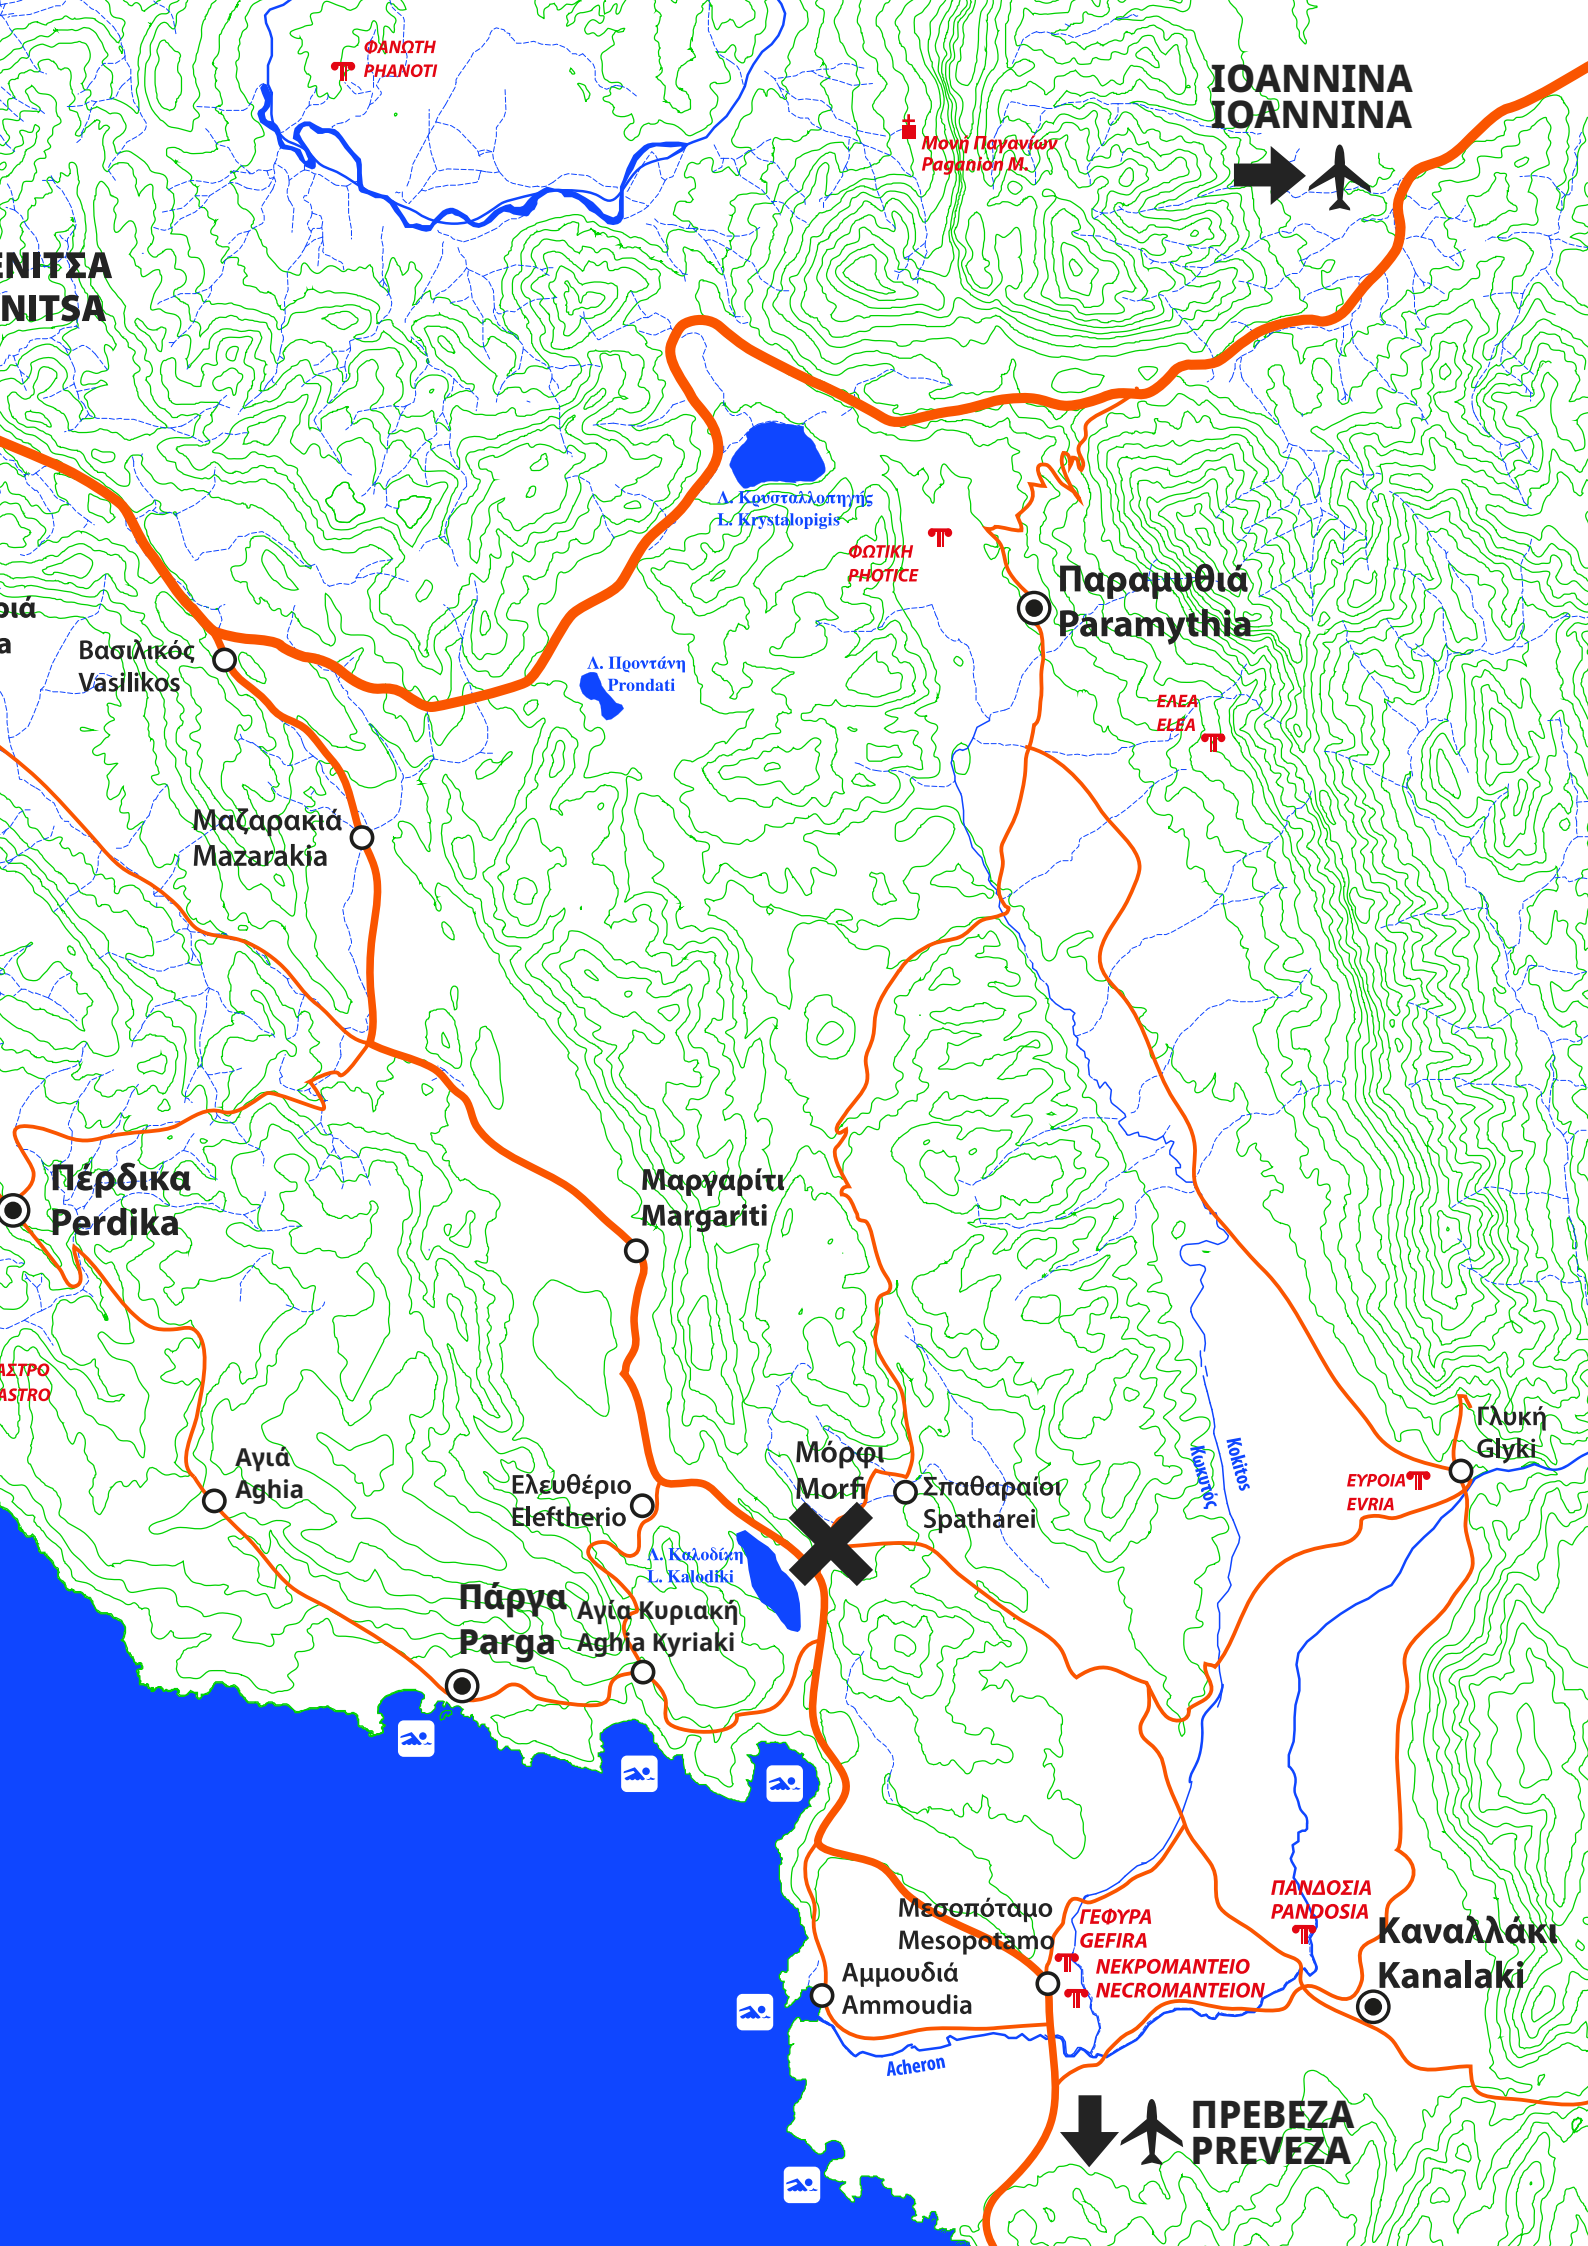 ΦΑΝΩΤΗ
PHANOTI
ΙΟΑΝΝΙΝΑ
IOANNINA
Μονή Παγανίων
Paganion M.
ΕΝΙΤΣΑ
NITSA
Λ. Κρυσταλλοπηγής
L. Krystalopigis
ΦΩΤΙΚΗ
PHOTICE
Παραμυθιά
Paramythia
ριά
a
Βασιλικός
Vasilikos
Λ. Προντάνη
Prondati
ΕΛΕΑ
ELEA
Μαζαρακιά
Mazarakia
Πέρδικα
Perdika
Μαργαρίτι
Margariti
ΑΣΤΡΟ
ASTRO
Γλυκή
Glyki
Αγιά
Aghia
Ελευθέριο
Eleftherio
Μόρφι
Morfi
Σπαθαραίοι
Spatharei
Κωκυτός
Kokitos
ΕΥΡΟΙΑ
EVRIA
Λ. Καλοδίκη
L. Kalodiki
Πάργα
Parga
Αγία Κυριακή
Aghia Kyriaki
ΠΑΝΔΟΣΙΑ
PANDOSIA
Μεσοπόταμο
Mesopotamo
ΓΕΦΥΡΑ
GEFIRA
Καναλλάκι
Kanalaki
ΝΕΚΡΟΜΑΝΤΕΙΟ
NECROMANTEION
Αμμουδιά
Ammoudia
Acheron
ΠΡΕΒΕΖΑ
PREVEZA